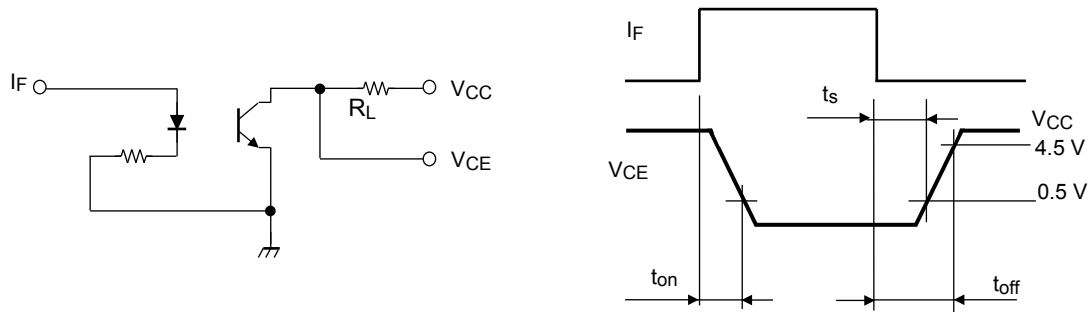 IF
RL
VCC
VCE
IF
ts
VCC
4.5 V
VCE
0.5 V
ton
toff